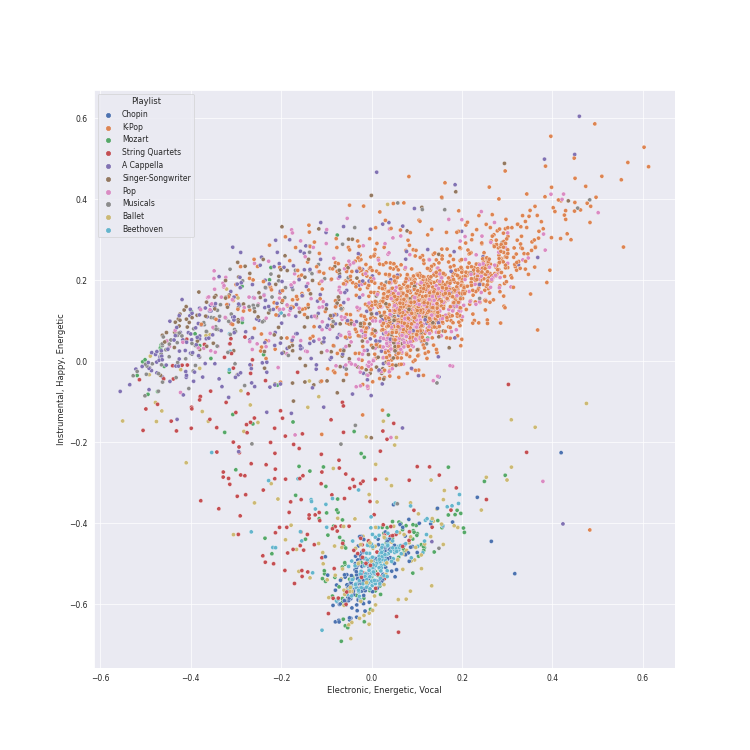 Playlist
Chopin
K-Pop
Mozart
String Quartets
A Cappella
Singer-Songwriter
Pop
Musicals
Ballet
Beethoven
0.6
0.4
0.2
0.0
−0.2
−0.4
−0.6
Instrumental, Happy, Energetic
−0.6 −0.4 −0.2 0.0 0.2 0.4 0.6
Electronic, Energetic, Vocal